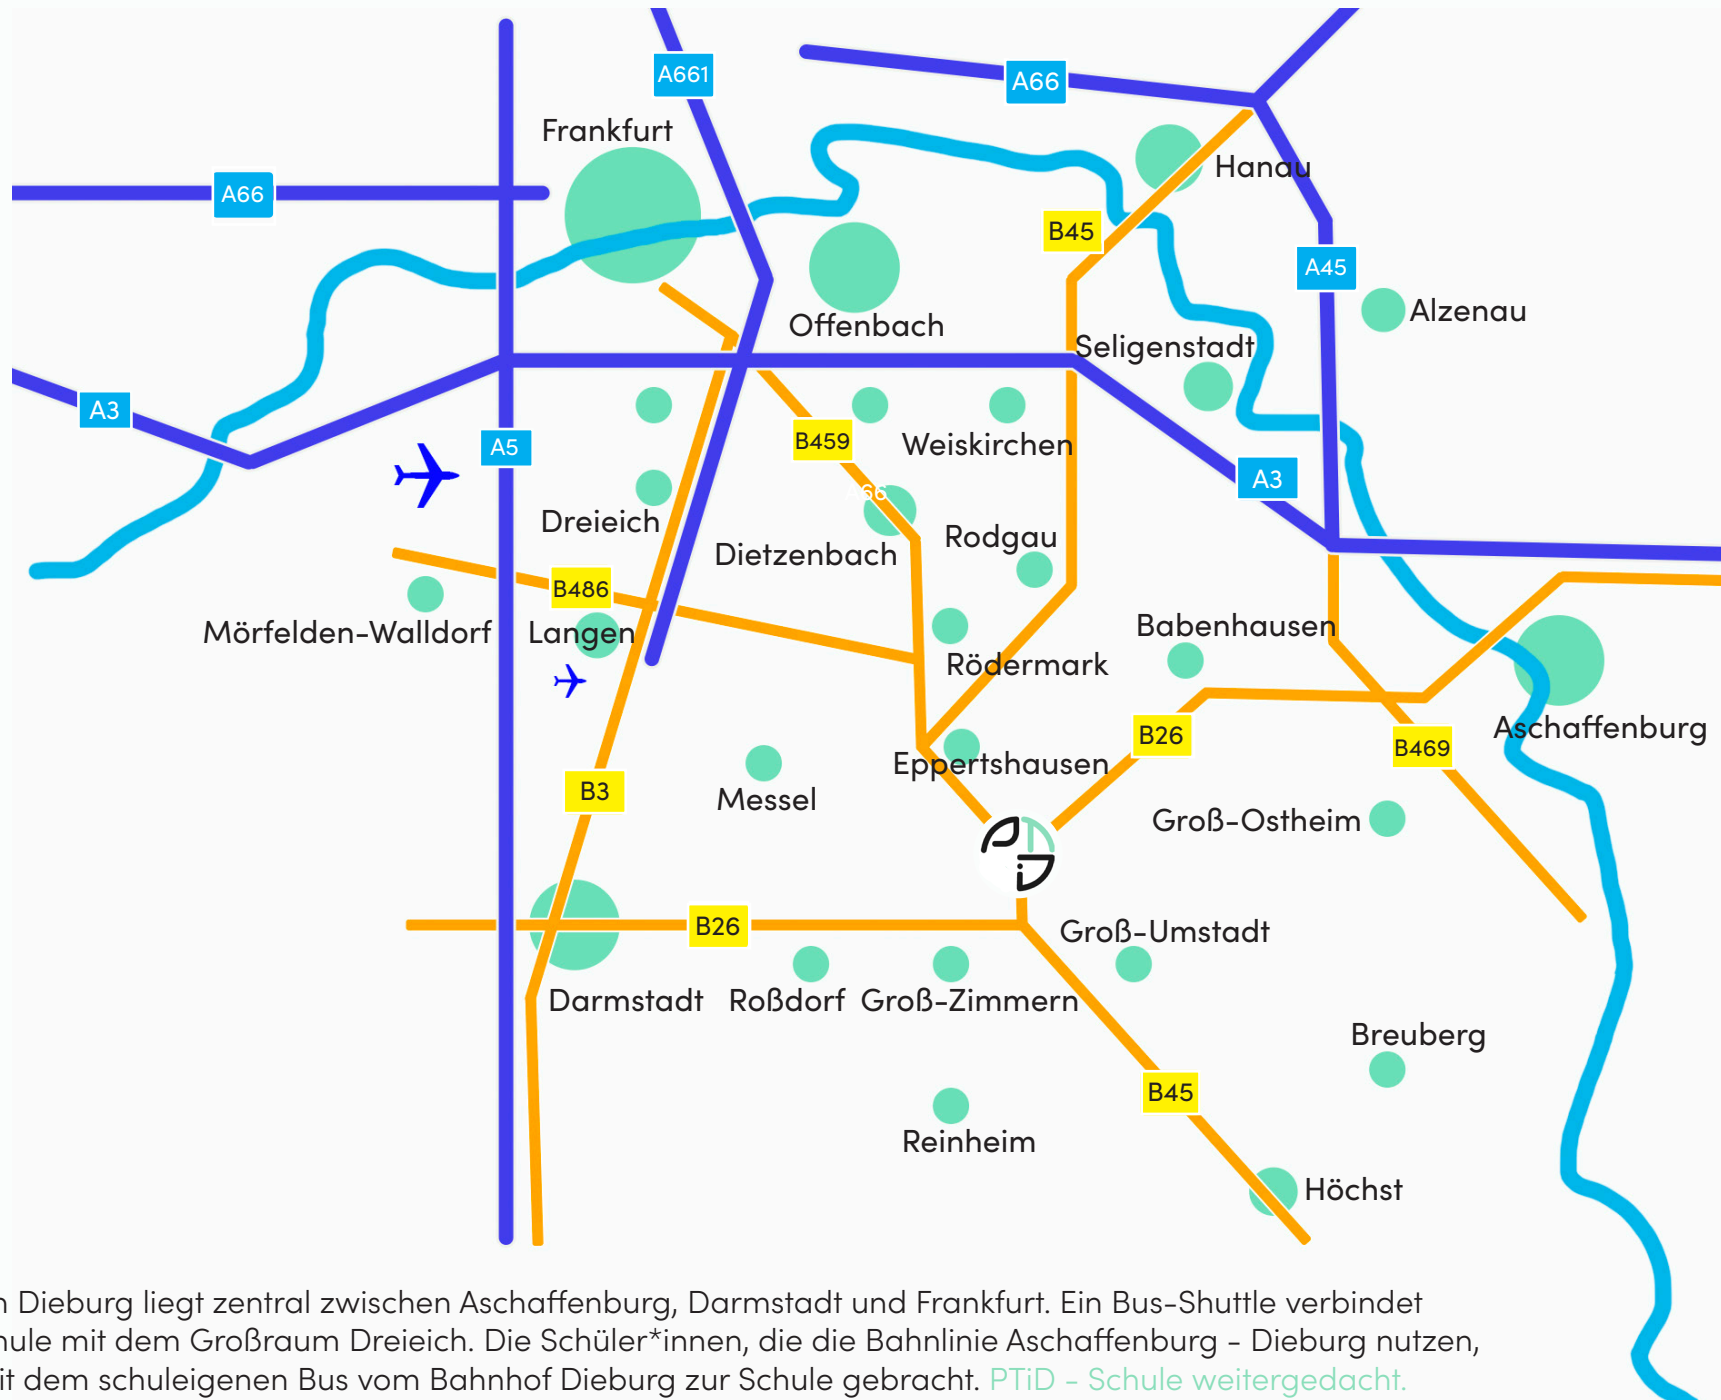 A661
A66
Frankfurt
Hanau
A66
B45
A45
Alzenau
Offenbach
Seligenstadt
A3
A5
B459
Weiskirchen
A3
A66
Dreieich
Dietzenbach
Rodgau
B486
Mörfelden-Walldorf
Langen
Babenhausen
Rödermark
Aschaffenburg
B26
B469
Eppertshausen
B3
Messel
Groß-Ostheim
B26
Groß-Umstadt
Darmstadt
Roßdorf
Groß-Zimmern
Breuberg
B45
Reinheim
Höchst
Dieburg liegt zentral zwischen Aschaffenburg, Darmstadt und Frankfurt. Ein Bus-Shuttle verbindet
mit dem Großraum Dreieich. Die Schüler*innen, die die Bahnlinie Aschaffenburg - Dieburg nutzen,
dem schuleigenen Bus vom Bahnhof Dieburg zur Schule gebracht. PTiD - Schule weitergedacht.